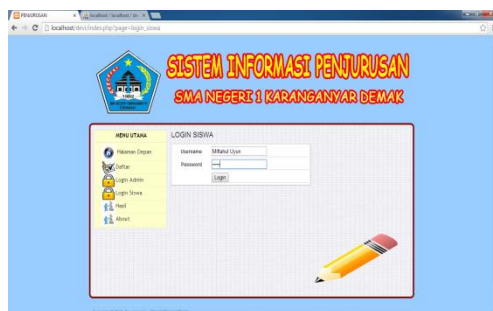 PENJURUSAN
localhost/devi/index.php?page=login_siswa
SISTEM INFORMASI PENJURUSAN
SMA NEGERI 1 KARANGANYAR DEMAK
MENU UTAMA
Halaman Depan
Daftar
Login Admin
Login Siswa
Hasil
About
LOGIN SISWA
Username Miftahul Uyun
Password
Login